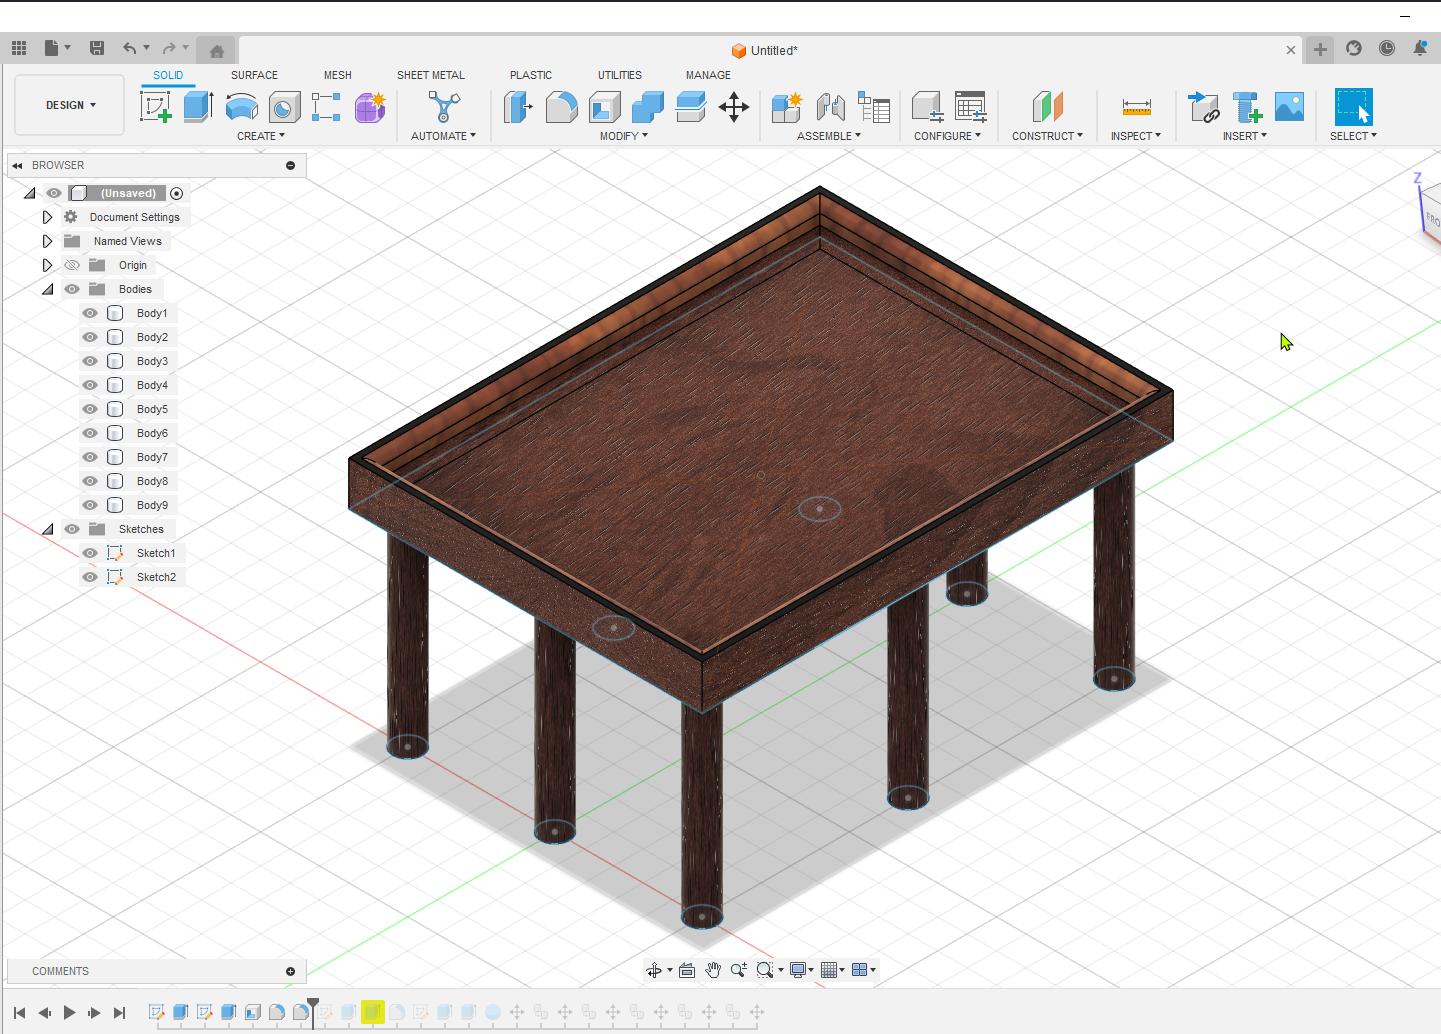 Untitled*
SOLID SURFACE MESH SHEET METAL PLASTIC UTILITIES MANAGE
DESIGN
CREATE AUTOMATE MODIFY ASSEMBLE CONFIGURE CONSTRUCT INSPECT INSERT SELECT
BROWSER
(Unsaved)
Document Settings
Named Views
Origin
Bodies
Body1
Body2
Body3
Body4
Body5
Body6
Body7
Body8
Body9
Sketches
Sketch1
Sketch2
Z
FRO
COMMENTS